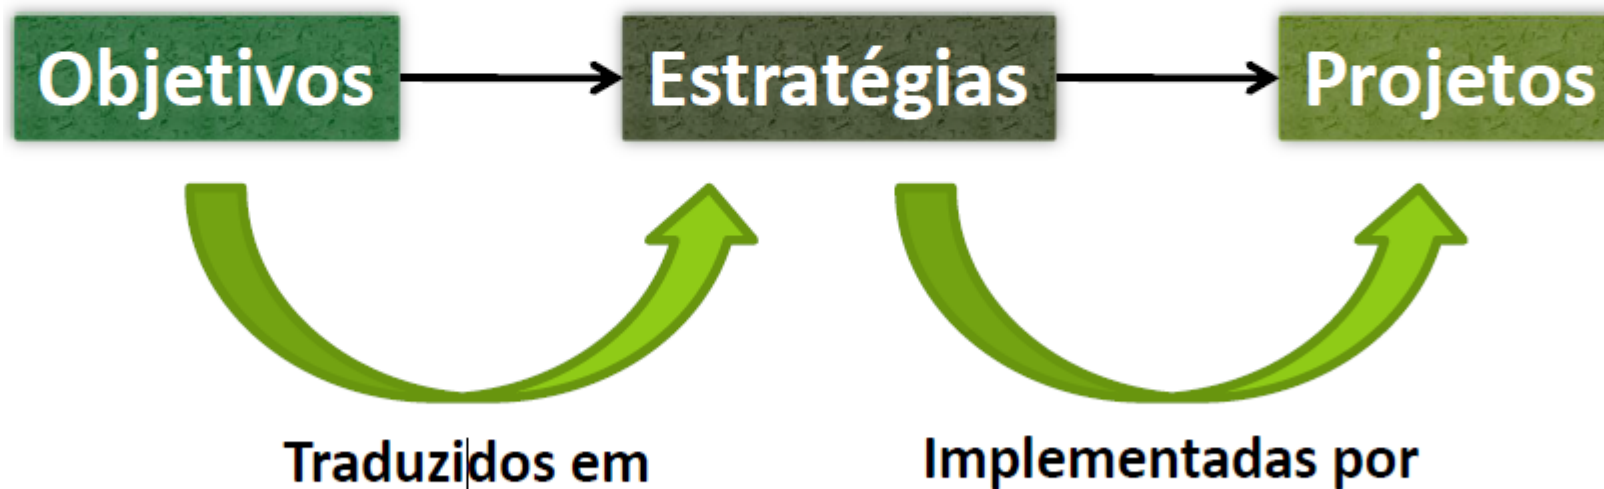 Objetivos
Estratégias
Projetos
Traduzidos em
Implementadas por